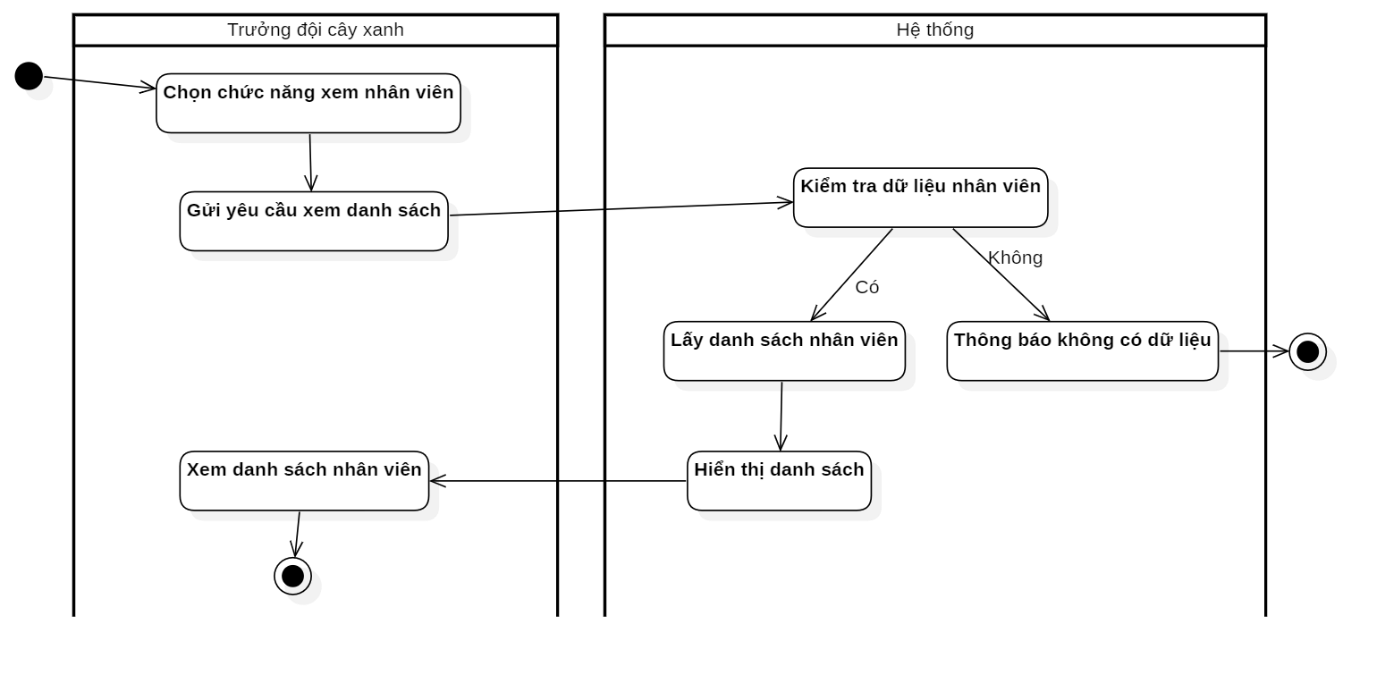 Trưởng đội cây xanh
Hệ thống
Chọn chức năng xem nhân viên
Gửi yêu cầu xem danh sách
Kiểm tra dữ liệu nhân viên
Có
Không
Lấy danh sách nhân viên
Thông báo không có dữ liệu
Xem danh sách nhân viên
Hiển thị danh sách